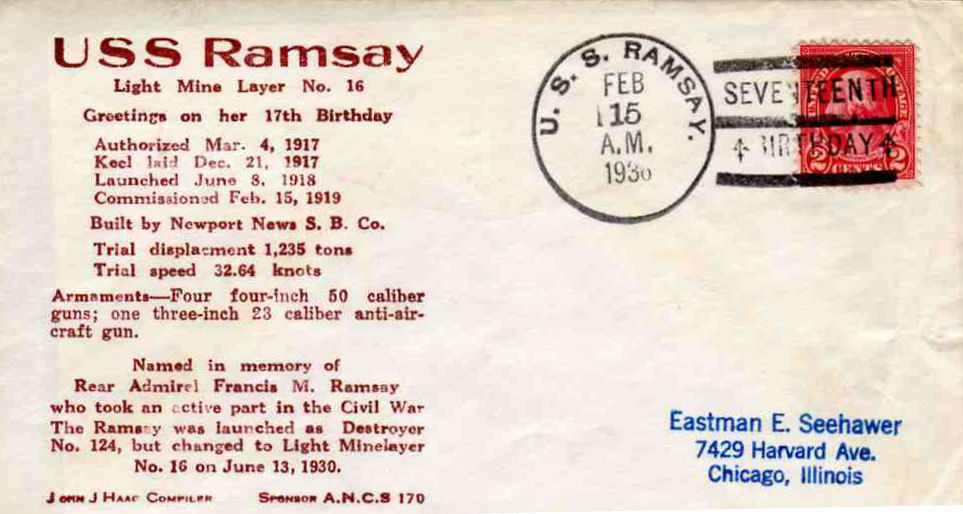 USS Ramsay
Light Mine Layer No. 16
Greetings on her 17th Birthday
Authorized Mar. 4, 1917
Keel laid Dec. 21, 1917
Launched June 8, 1918
Commissioned Feb. 15, 1919
Built by Newport News S. B. Co.
Trial displacment 1,235 tons
Trial speed 32.64 knots
Armaments—Four four-inch 50 caliber
guns; one three-inch 23 caliber anti-air-
craft gun.
Named in memory of
Rear Admirel Francis M. Ramsay
who took an active part in the Civil War
The Ramsay was launched as Destroyer
No. 124, but changed to Light Minelayer
No. 16 on June 13, 1930.
John J Haac Compiler Sponsor A.N.C.S 170
U. S. S. RAMSAY.
FEB
15
A.M.
1936
SEVENTEENTH
BIRTHDAY
2 CENTS 2
Eastman E. Seehawer
7429 Harvard Ave.
Chicago, Illinois